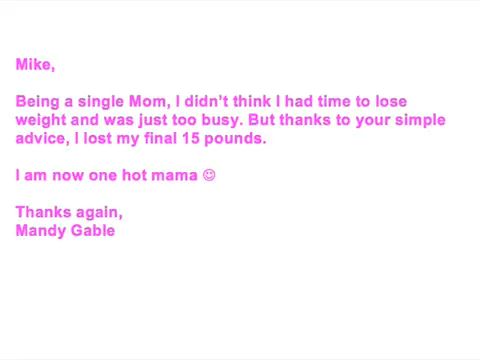 Mike,
Being a single Mom, I didn't think I had time to lose
weight and was just too busy. But thanks to your simple
advice, I lost my final 15 pounds.
I am now one hot mama ☺
Thanks again,
Mandy Gable